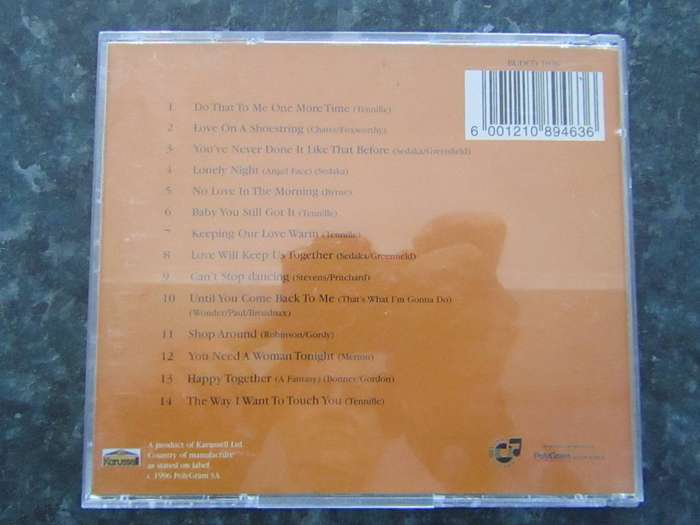 1 Do That To Me One More Time (Tennille)
2 Love On A Shoestring (Chater/Foxworthy)
3 You've Never Done It Like That Before (Sedaka/Greenfield)
4 Lonely Night (Angel Face) (Sedaka)
5 No Love In The Morning (Byrne)
6 Baby You Still Got It (Tennille)
7 Keeping Our Love Warm (Tennille)
8 Love Will Keep Us Together (Sedaka/Greenfield)
9 Can't Stop dancing (Stevens/Pritchard)
10 Until You Come Back To Me (That's What I'm Gonna Do)
(Wonder/Paul/Broadnax)
11 Shop Around (Robinson/Gordy)
12 You Need A Woman Tonight
13 Happy Together (A Fantasy) (Bonner/Gordon)
14 The Way I Want To Touch You (Tennille)
6 001210 894636
Karussell
A product of Karussell Ltd.
Country of manufacture
as stated on label.
c 1996 PolyGram SA
PolyGram